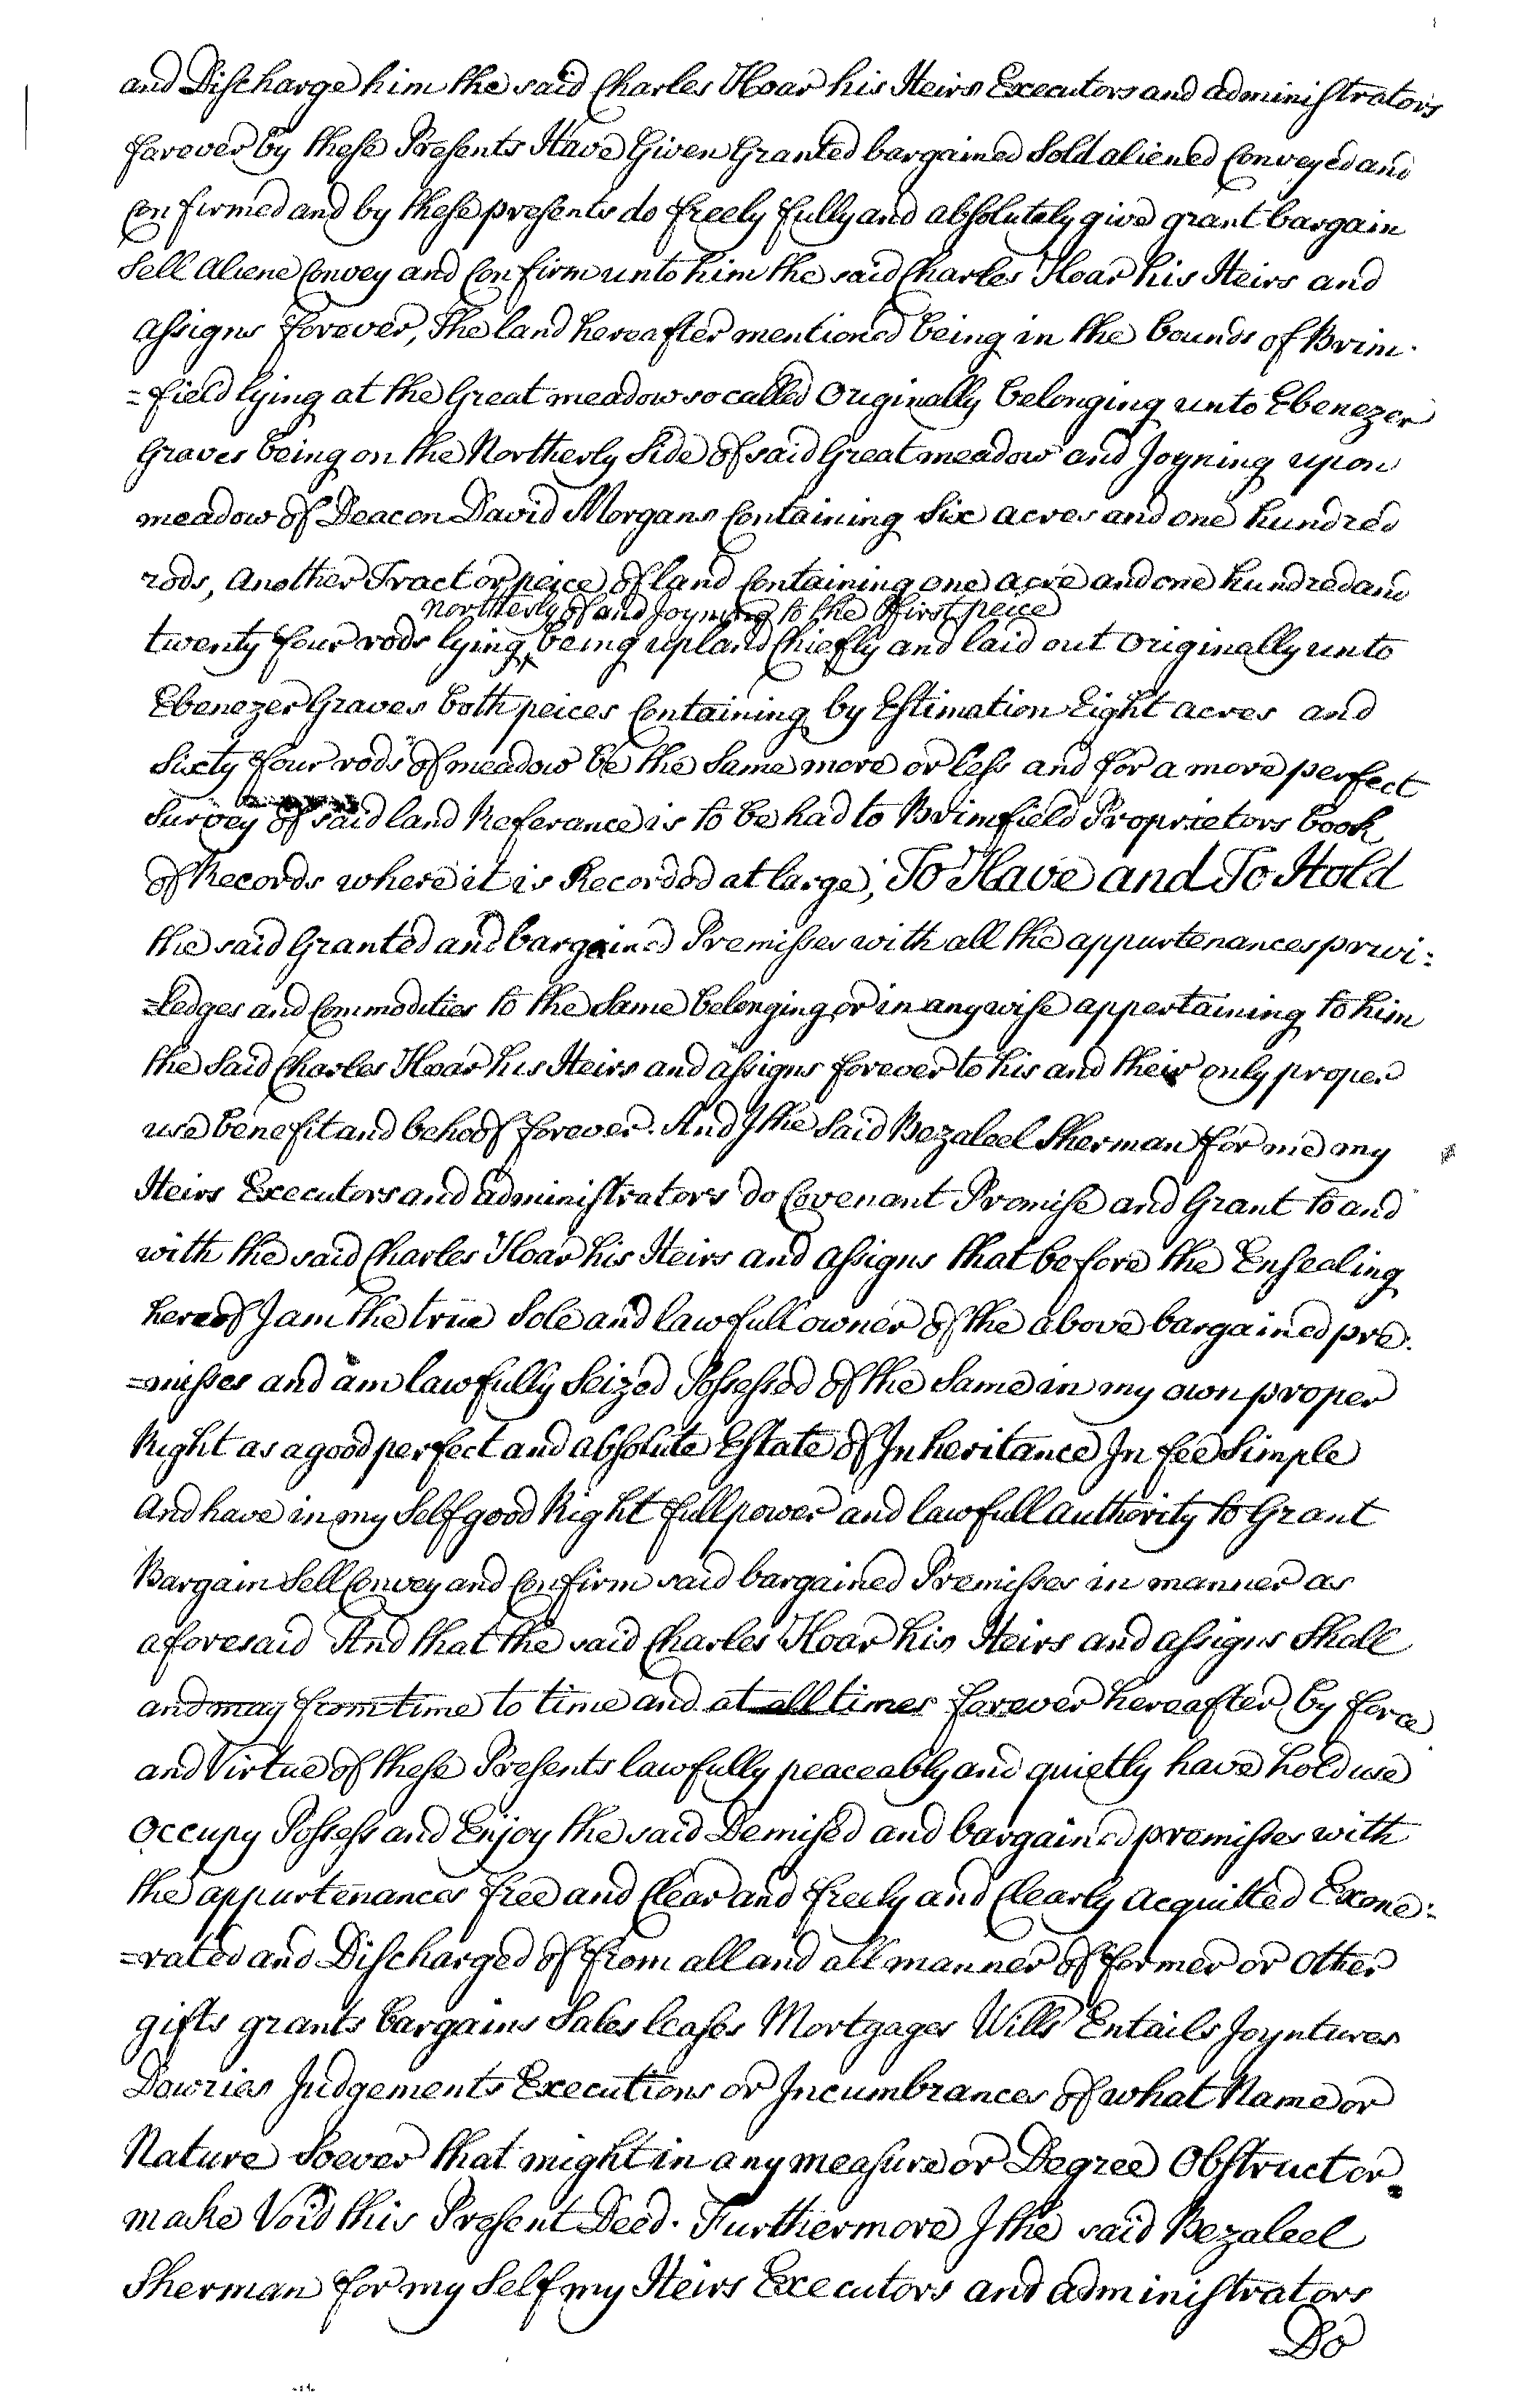 and Discharge him the said Charles Hoar his Heirs Executors and administrators
forever by these Presents Have Given Granted bargained Sold aliened Conveyed and
Confirmed and by these presents do freely fully and absolutely give grant bargain
Sell Aliene Convey and Confirm unto him the said Charles Hoar his Heirs and
assigns forever, The land hereafter mentioned being in the bounds of Brim-
=field lying at the Great meadow so called Originally belonging unto Ebenezer
Graves being on the Northerly Side of said Great meadow and Joyning upon
meadow of Deacon David Morgans Containing Six acres and one hundred
rods, Another Tract or peice of land Containing one acre and one hundred and
Northerly of and Joyning to the first peice
twenty four rods lying ^ being upland Chiefly and laid out Originally unto
Ebenezer Graves both peices Containing by Estimation Eight acres and
Sixty four rods of meadow be the Same more or less and for a more perfect
Survey of said land Referance is to be had to Brimfield Proprietors book
of Records where it is Recorded at large, To Have and To Hold
the said Granted and bargained Premisses with all the appurtenances privi=
=ledges and Commodities to the Same belonging or in any wise appertaining to him
the Said Charles Hoar his Heirs and assigns forever to his and their only proper
use benefit and behoof forever. And I the Said Bezaleel Sherman for me my
Heirs Executors and administrators do Covenant Promise and Grant to and
with the said Charles Hoar his Heirs and assigns that before the Ensealing
hereof I am the true Sole and lawfull owner of the above bargained pre=
=misses and am lawfully Seized Possessed of the Same in my own proper
Right as a good perfect and absolute Estate of Inheritance In fee Simple
And have in my Self good Right full power and lawfull authority to Grant
Bargain Sell Convey and Confirm said bargained Premisses in manner as
aforesaid And that the said Charles Hoar his Heirs and assigns Shall
and may from time to time and at all times forever hereafter by force
and Virtue of these Presents lawfully peaceably and quietly have hold use
Occupy Possess and Enjoy the said Demised and bargained premisses with
the appurtenances free and Clear and freely and Clearly Acquitted Exone=
=rated and Discharged of from all and all manner of former or Other
gifts grants bargains Sales leases Mortgages Wills Entails Joyntures
Dowries Judgements Executions or Incumbrances of what Name or
Nature Soever that might in any measure or Degree Obstruct or
make Void this Present Deed. Furthermore I the said Bezaleel
Sherman for my Self my Heirs Executors and administrators
Do